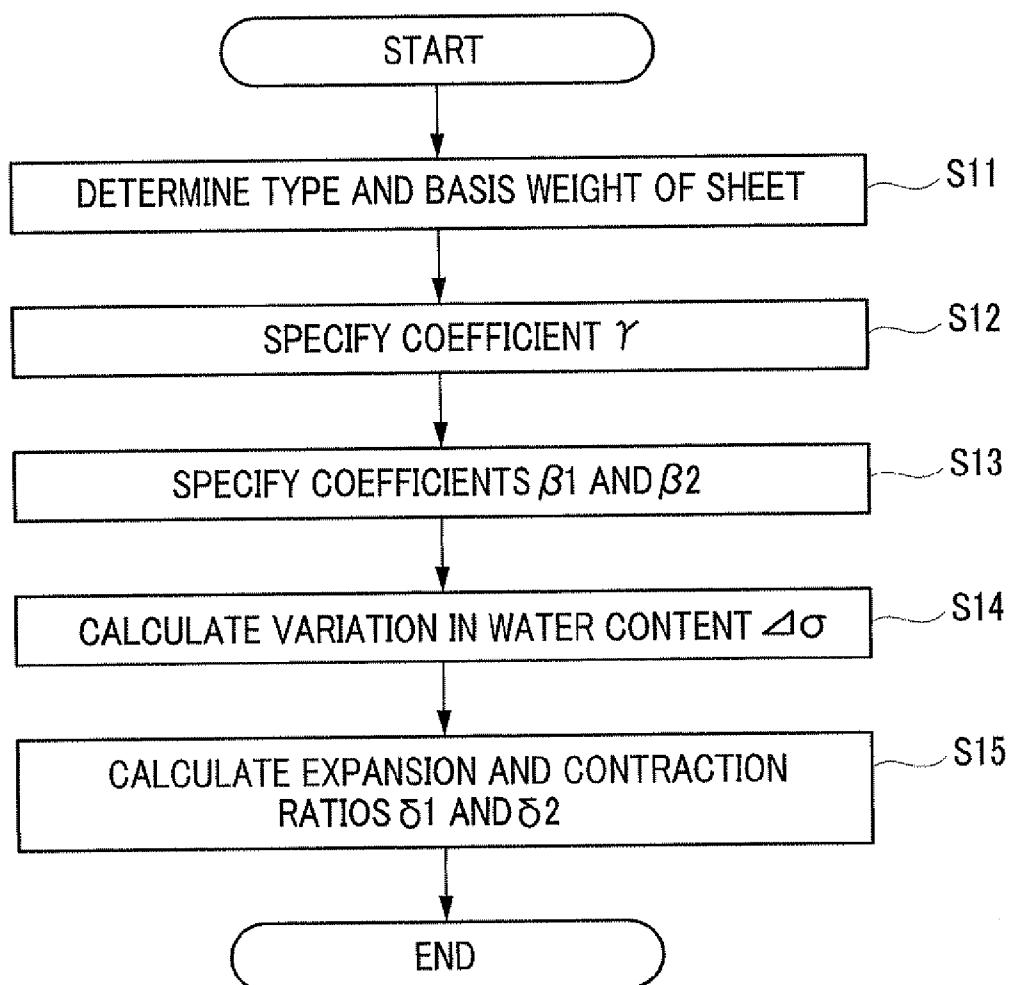 START
DETERMINE TYPE AND BASIS WEIGHT OF SHEET
S11
SPECIFY COEFFICIENT γ
S12
SPECIFY COEFFICIENTS β1 AND β2
S13
CALCULATE VARIATION IN WATER CONTENT Δσ
S14
CALCULATE EXPANSION AND CONTRACTION
RATIOS δ1 AND δ2
S15
END